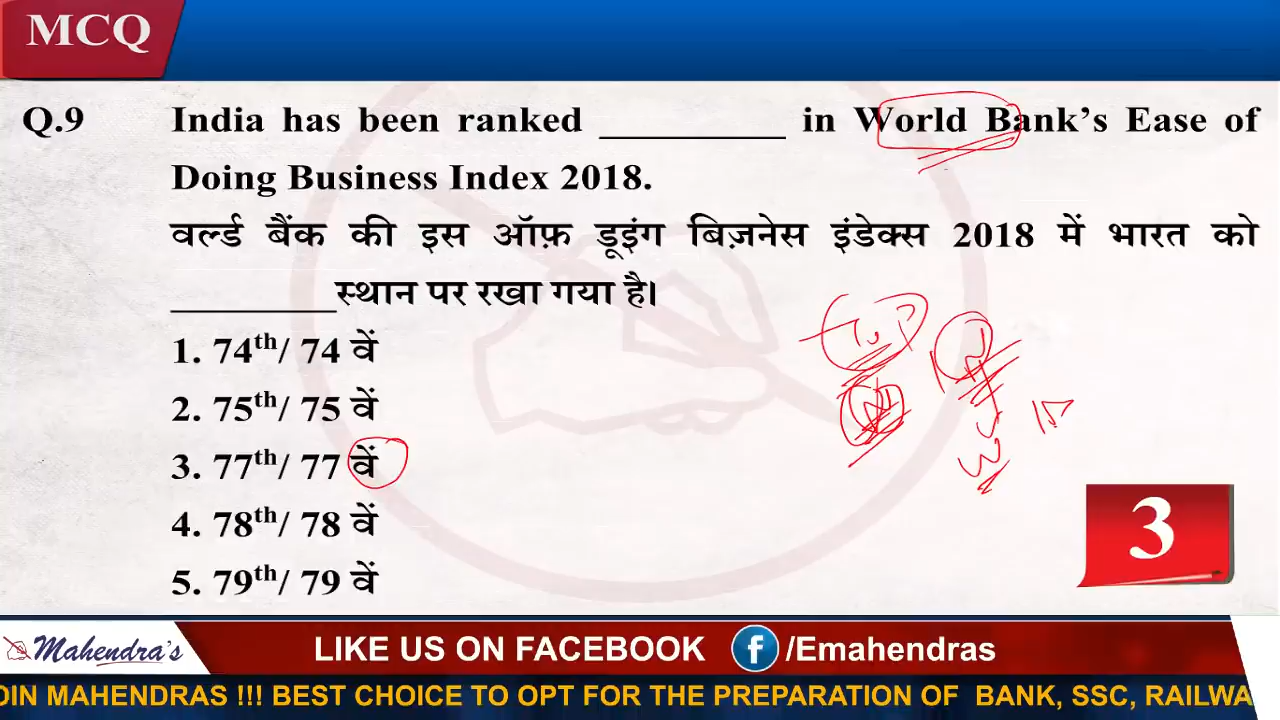 MCQ
Q.9 India has been ranked __________ in World Bank's Ease of
Doing Business Index 2018.
वर्ल्ड बैंक की इस ऑफ़ डूइंग बिज़नेस इंडेक्स 2018 में भारत को
_________स्थान पर रखा गया है।
1. 74th/ 74 वें
2. 75th/ 75 वें
3. 77th/ 77 वें
4. 78th/ 78 वें
5. 79th/ 79 वें
3
Mahendra's
LIKE US ON FACEBOOK f /Emahendras
OIN MAHENDRAS !!! BEST CHOICE TO OPT FOR THE PREPARATION OF BANK, SSC, RAILWA